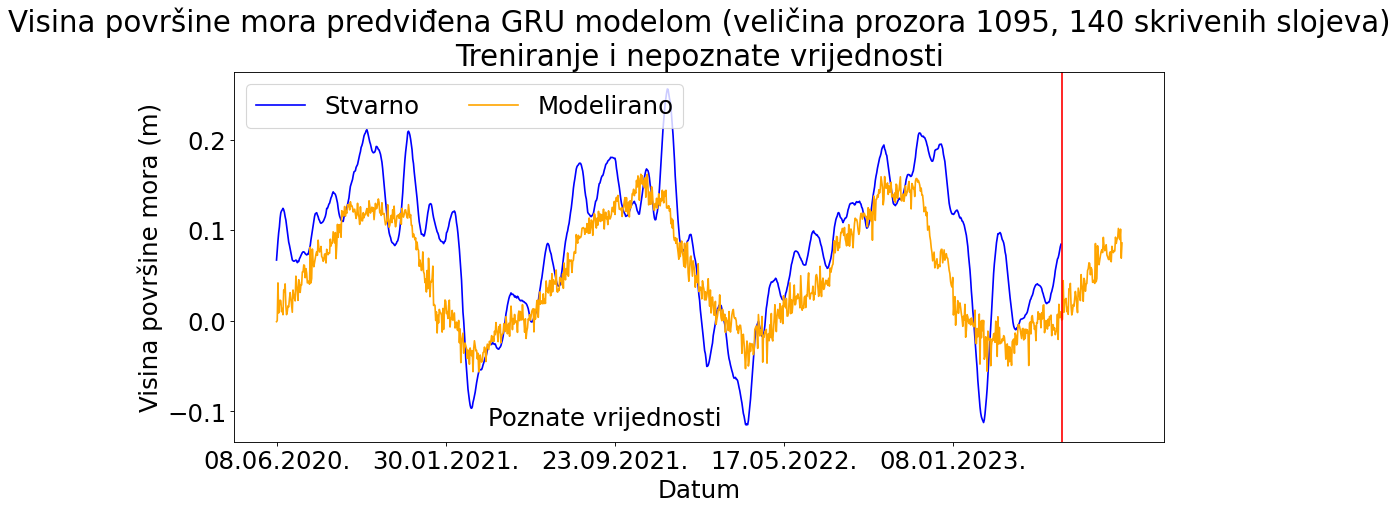 Visina površine mora predviđena GRU modelom (veličina prozora 1095, 140 skrivenih slojeva)
Treniranje i nepoznate vrijednosti
Stvarno Modelirano
Visina površine mora (m)
0.2
0.1
0.0
−0.1
Poznate vrijednosti
08.06.2020. 30.01.2021. 23.09.2021. 17.05.2022. 08.01.2023.
Datum